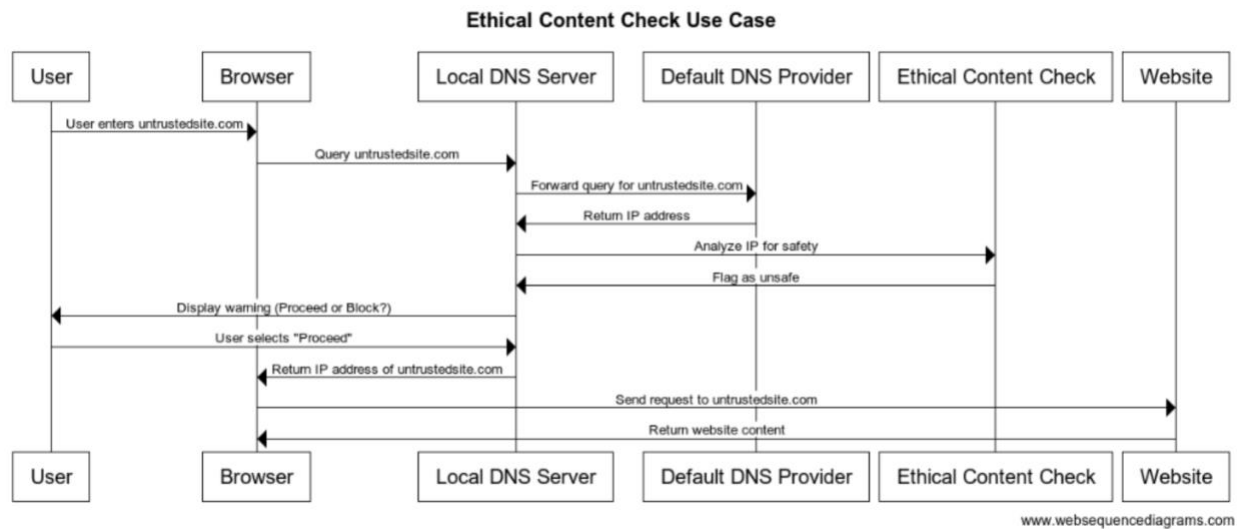 Ethical Content Check Use Case
User Browser Local DNS Server Default DNS Provider Ethical Content Check Website
User enters untrustedsite.com
Query untrustedsite.com
Forward query for untrustedsite.com
Return IP address
Analyze IP for safety
Flag as unsafe
Display warning (Proceed or Block?)
User selects "Proceed"
Return IP address of untrustedsite.com
Send request to untrustedsite.com
Return website content
User Browser Local DNS Server Default DNS Provider Ethical Content Check Website
www.websequencediagrams.com